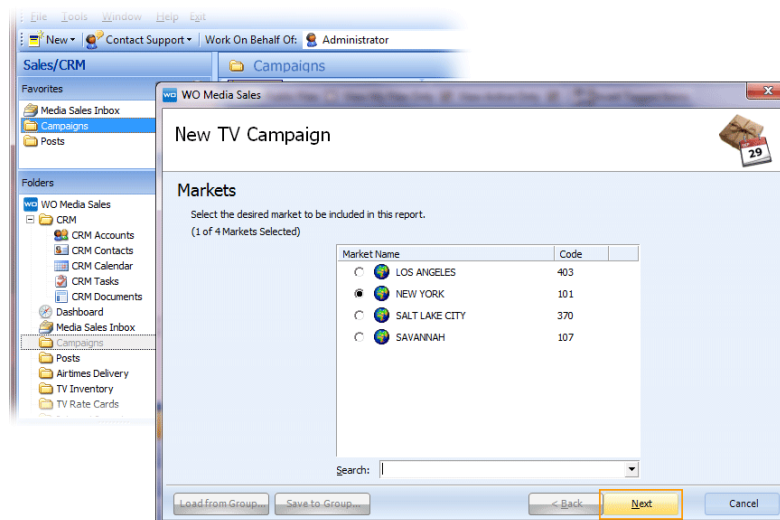 File Tools Window Help Exit
New Contact Support Work On Behalf Of: Administrator
Sales/CRM
Campaigns
Favorites
Media Sales Inbox
Campaigns
Posts
Folders
WO Media Sales
CRM
CRM Accounts
CRM Contacts
CRM Calendar
CRM Tasks
CRM Documents
Dashboard
Media Sales Inbox
Campaigns
Posts
Airtimes Delivery
TV Inventory
TV Rate Cards
WO Media Sales
New TV Campaign
29
Markets
Select the desired market to be included in this report.
(1 of 4 Markets Selected)
Market Name Code
LOS ANGELES 403
NEW YORK 101
SALT LAKE CITY 370
SAVANNAH 107
Search:
Load from Group... Save to Group... < Back Next Cancel